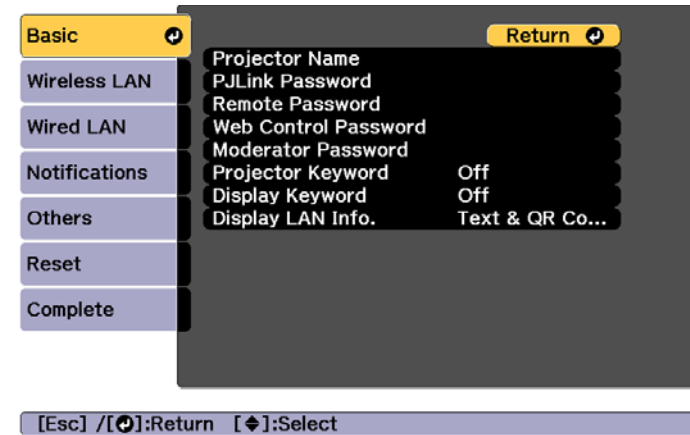 Basic
Return
Projector Name
Wireless LAN
PJLink Password
Remote Password
Wired LAN
Web Control Password
Moderator Password
Notifications
Projector Keyword Off
Display Keyword Off
Others
Display LAN Info. Text & QR Co...
Reset
Complete
[Esc] /[]:Return []:Select